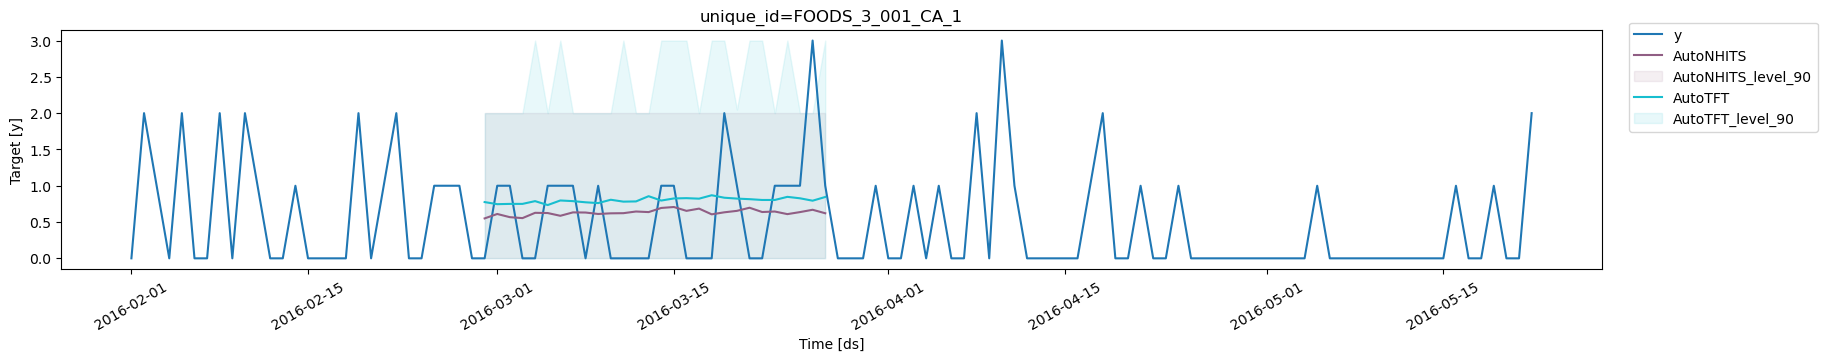 unique_id=FOODS_3_001_CA_1
Target [y]
3.0
2.5
2.0
1.5
1.0
0.5
0.0
2016-02-01
2016-02-15
2016-03-01
2016-03-15
2016-04-01
2016-04-15
2016-05-01
2016-05-15
Time [ds]
y
AutoNHITS
AutoNHITS_level_90
AutoTFT
AutoTFT_level_90